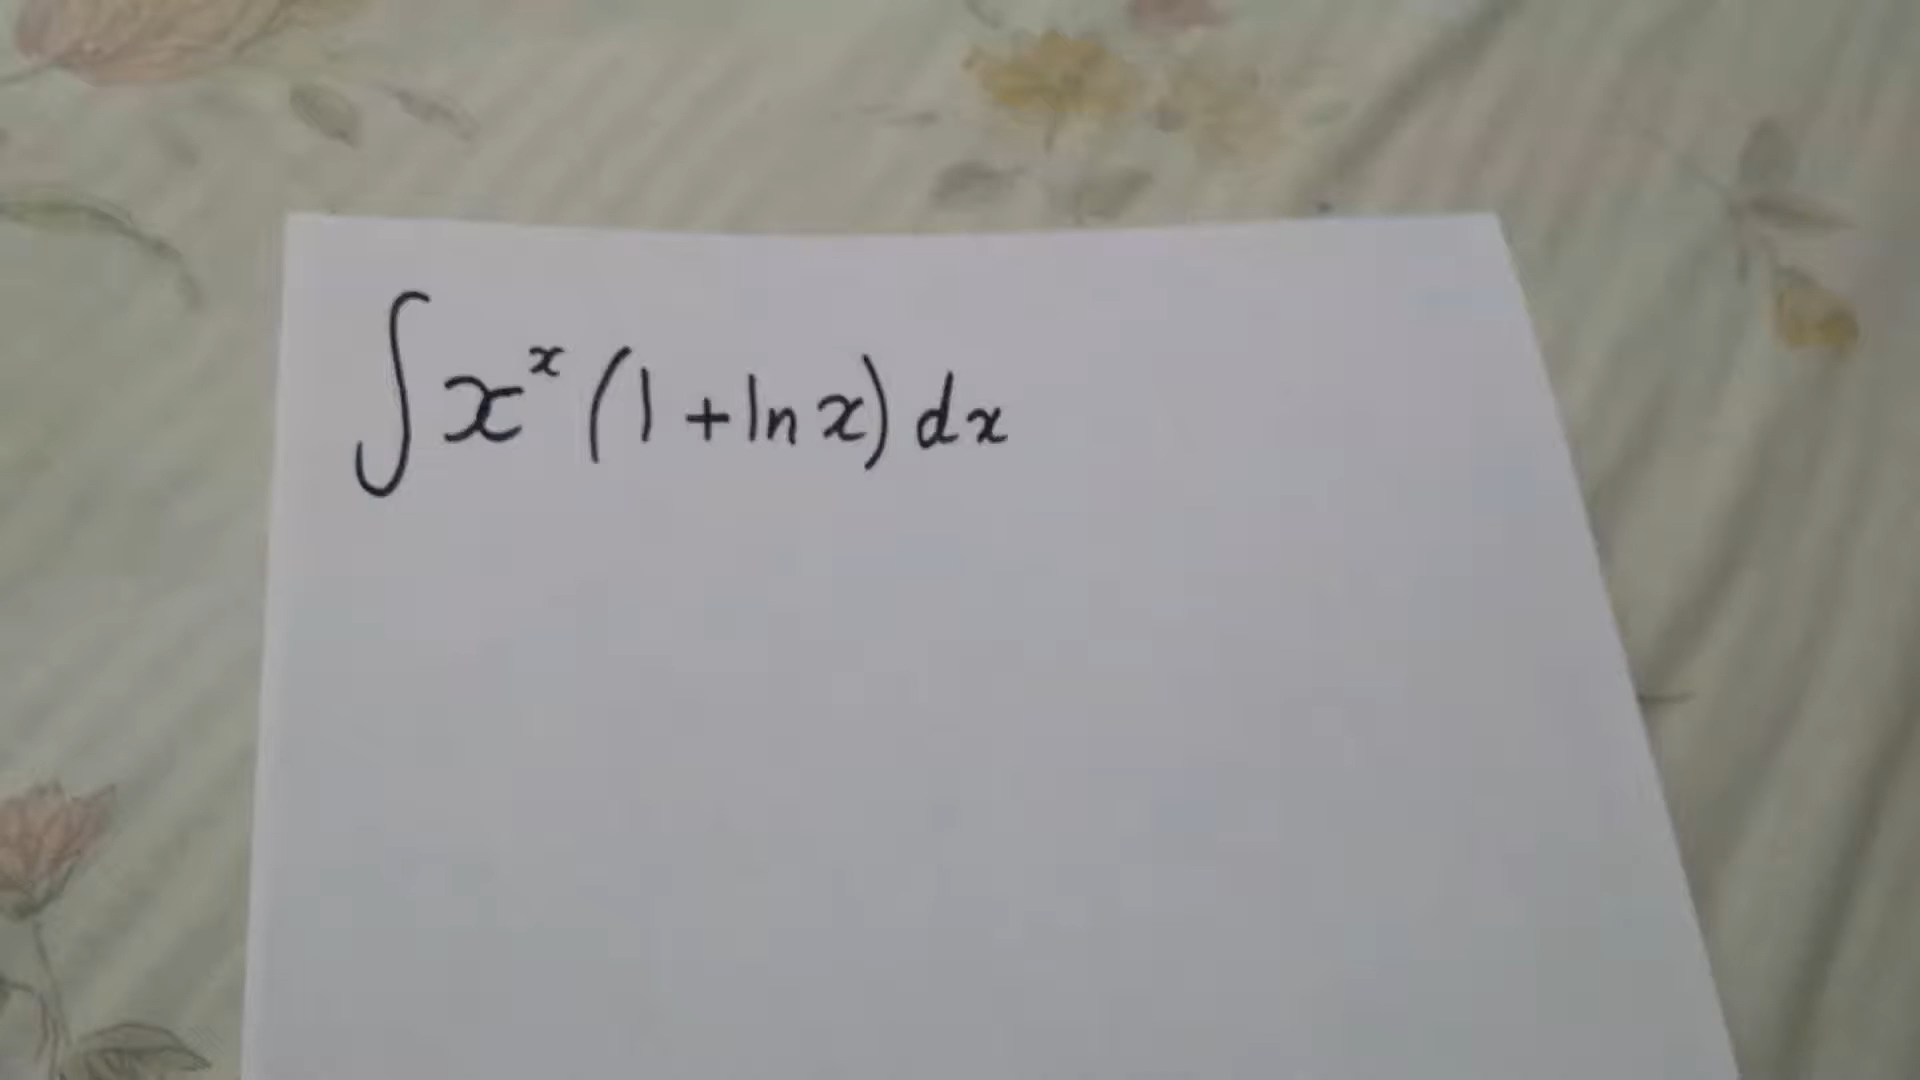 ∫x^x (1 + ln x) dx